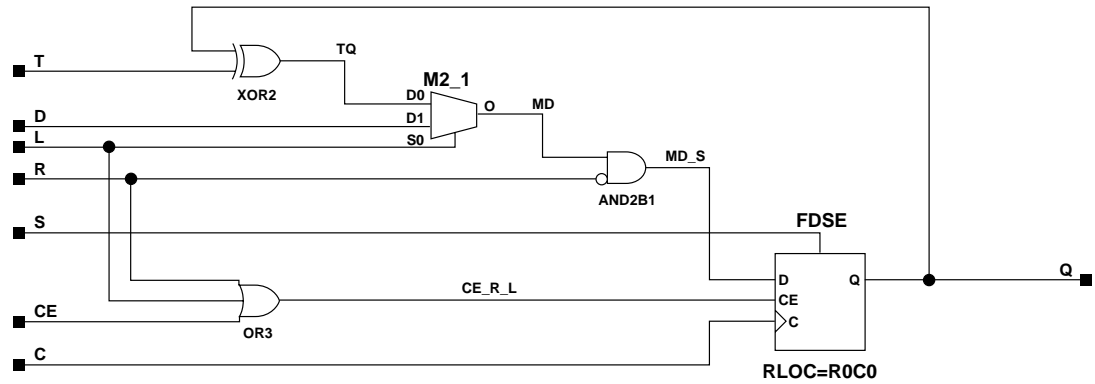 T
TQ
XOR2
M2_1
D0
O
MD
D
D1
L
S0
R
MD_S
AND2B1
S
FDSE
D
Q
Q
CE_R_L
CE
CE
OR3
C
C
RLOC=R0C0